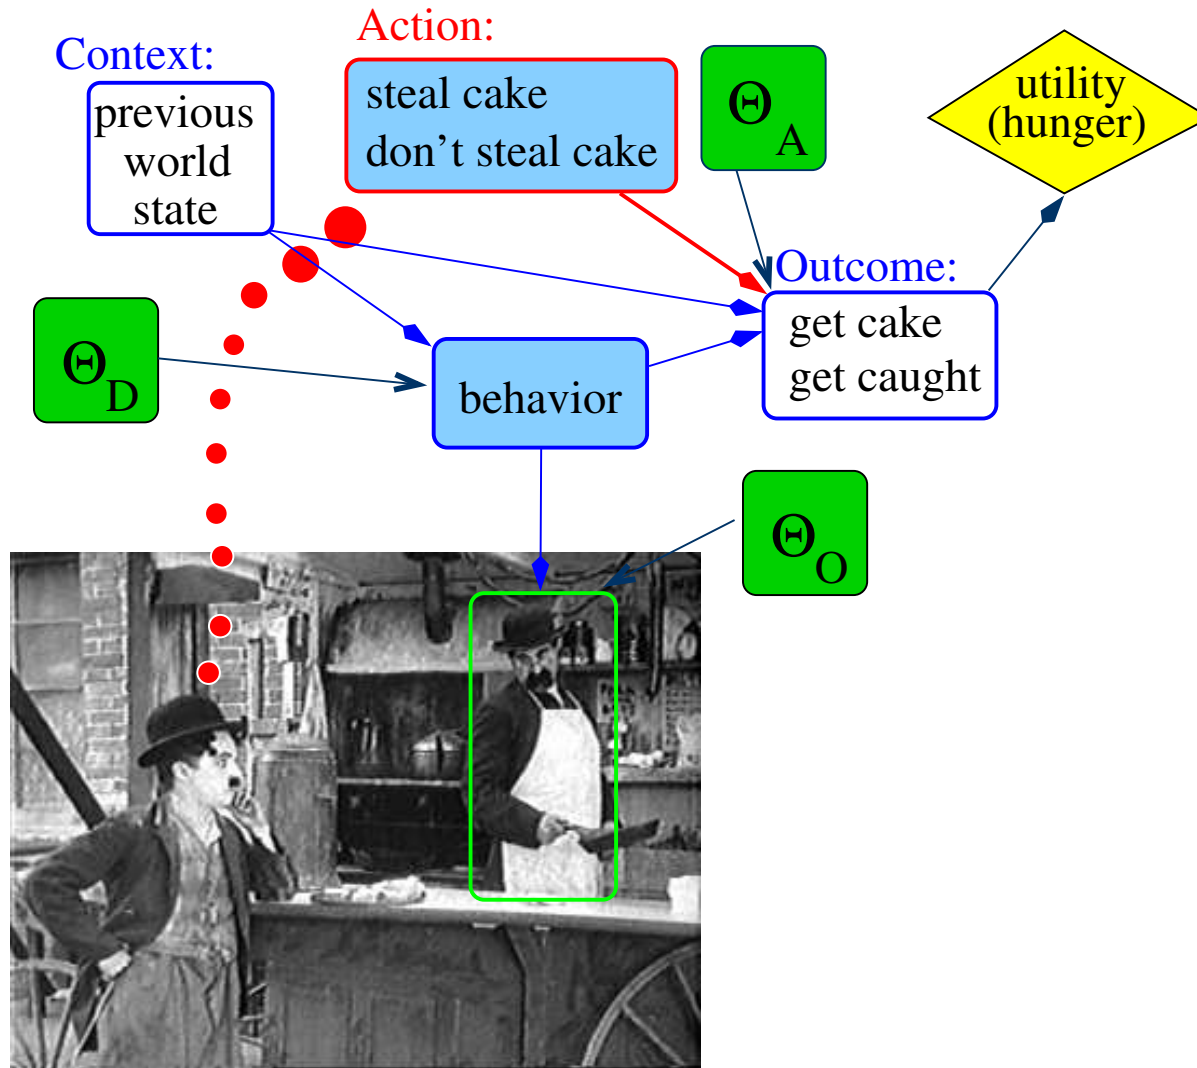 Context:
previous
world
state
Action:
steal cake
don't steal cake
Θ
A
utility
(hunger)
Outcome:
get cake
get caught
Θ
D
behavior
Θ
O